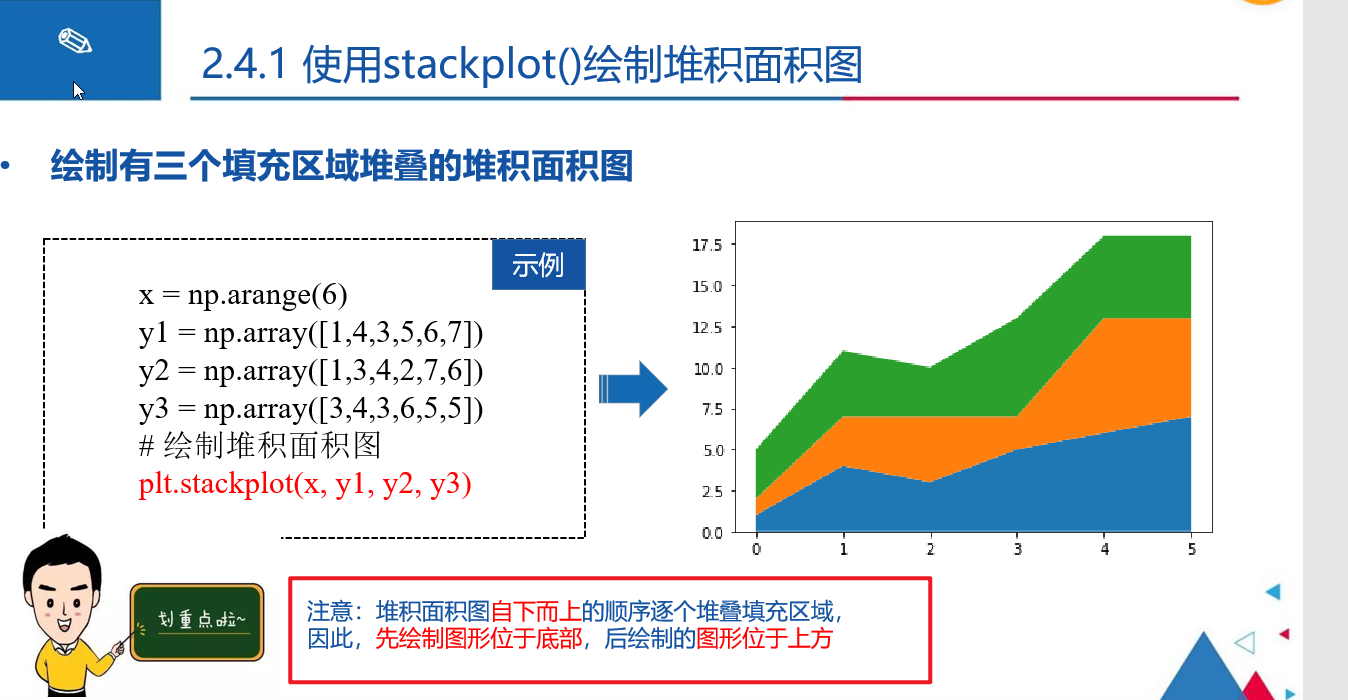 2.4.1 使用stackplot()绘制堆积面积图
• 绘制有三个填充区域堆叠的堆积面积图
示例
x = np.arange(6)
y1 = np.array([1,4,3,5,6,7])
y2 = np.array([1,3,4,2,7,6])
y3 = np.array([3,4,3,6,5,5])
# 绘制堆积面积图
plt.stackplot(x, y1, y2, y3)
17.5
15.0
12.5
10.0
7.5
5.0
2.5
0.0
0 1 2 3 4 5
划重点啦~
注意：堆积面积图自下而上的顺序逐个堆叠填充区域，
因此，先绘制图形位于底部，后绘制的图形位于上方